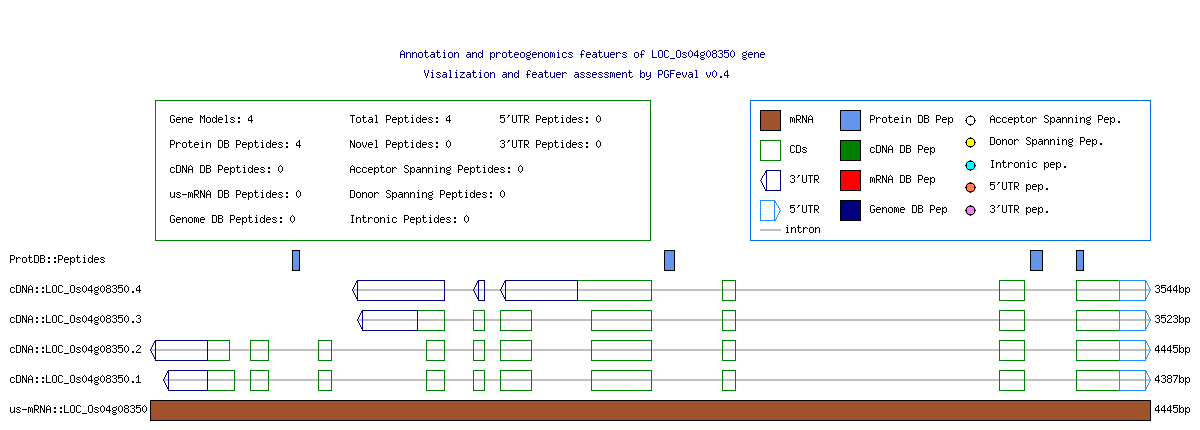 Annotation and proteogenomics featuers of LOC_Os04g08350 gene
Visalization and featuer assessment by PGFeval v0.4
Gene Models: 4 Total Peptides: 4 5'UTR Peptides: 0
Protein DB Peptides: 4 Novel Peptides: 0 3'UTR Peptides: 0
cDNA DB Peptides: 0 Acceptor Spanning Peptides: 0
us-mRNA DB Peptides: 0 Donor Spanning Peptides: 0
Genome DB Peptides: 0 Intronic Peptides: 0
mRNA Protein DB Pep Acceptor Spanning Pep.
CDs cDNA DB Pep Donor Spanning Pep.
Intronic pep.
3'UTR mRNA DB Pep 5'UTR pep.
5'UTR Genome DB Pep 3'UTR pep.
intron
ProtDB::Peptides
cDNA::LOC_Os04g08350.4 3544bp
cDNA::LOC_Os04g08350.3 3523bp
cDNA::LOC_Os04g08350.2 4445bp
cDNA::LOC_Os04g08350.1 4387bp
us-mRNA::LOC_Os04g08350 4445bp